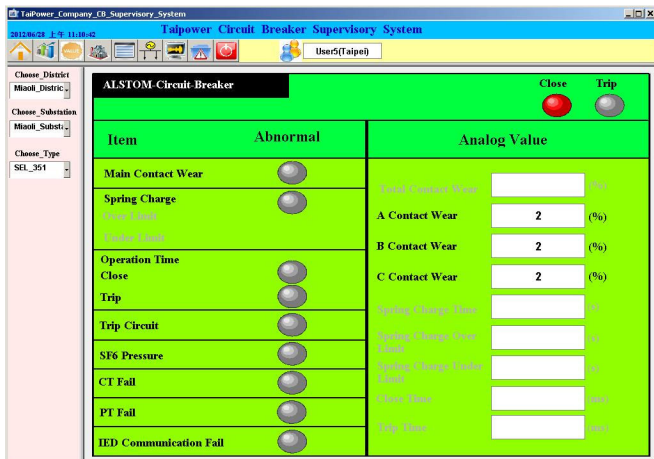 TaiPower_Company_CB_Supervisory_System
2012/06/28 上午 11:10:42
Taipower Circuit Breaker Supervisory System
User5(Taipei)
Choose_District
Miaoli_Distric
Choose_Substation
Miaoli_Subst
Choose_Type
SEL_351
ALSTOM-Circuit-Breaker
Close Trip
Item Abnormal
Analog Value
Main Contact Wear
Spring Charge
Over Limit
Under Limit
Operation Time
Close
Trip
Trip Circuit
SF6 Pressure
CT Fail
PT Fail
IED Communication Fail
Total Contact Wear (%)
A Contact Wear 2 (%)
B Contact Wear 2 (%)
C Contact Wear 2 (%)
Spring Charge Time (s)
Spring Charge Over
Limit (s)
Spring Charge Under
Limit (s)
Close Time (ms)
Trip Time (ms)